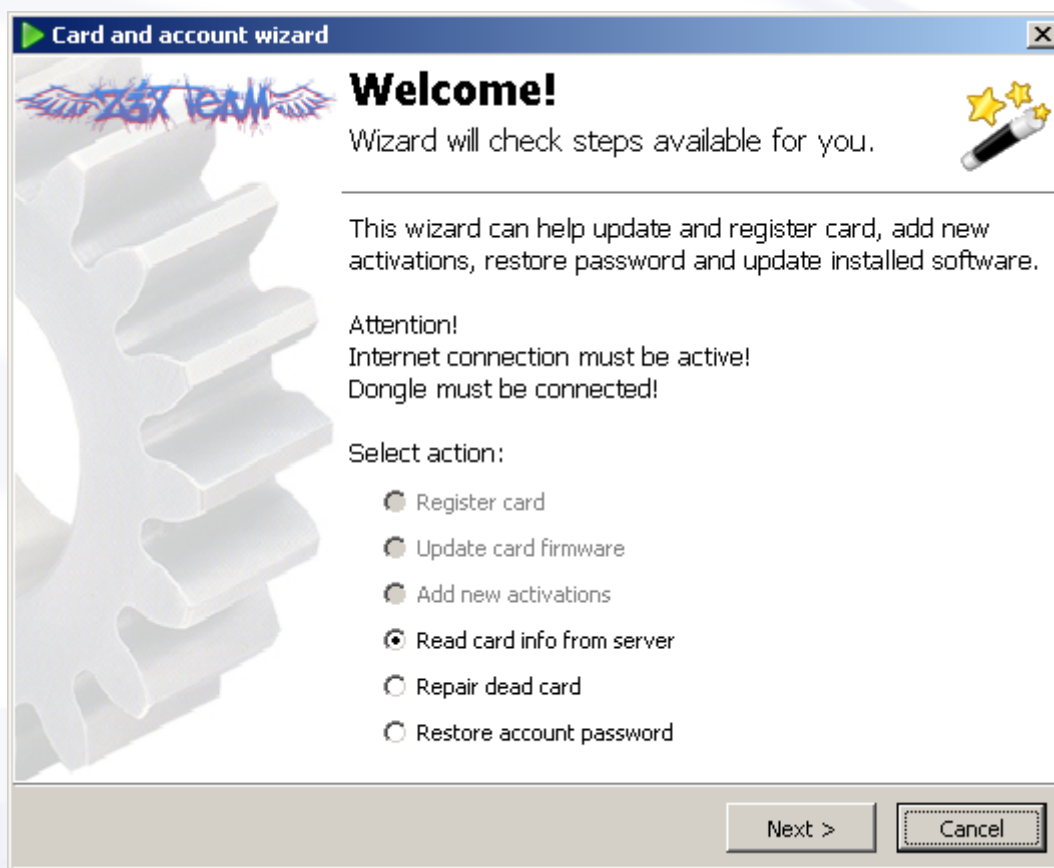 Card and account wizard
Z3X TEAM
Welcome!
Wizard will check steps available for you.
This wizard can help update and register card, add new
activations, restore password and update installed software.
Attention!
Internet connection must be active!
Dongle must be connected!
Select action:
Register card
Update card firmware
Add new activations
Read card info from server
Repair dead card
Restore account password
Next >
Cancel